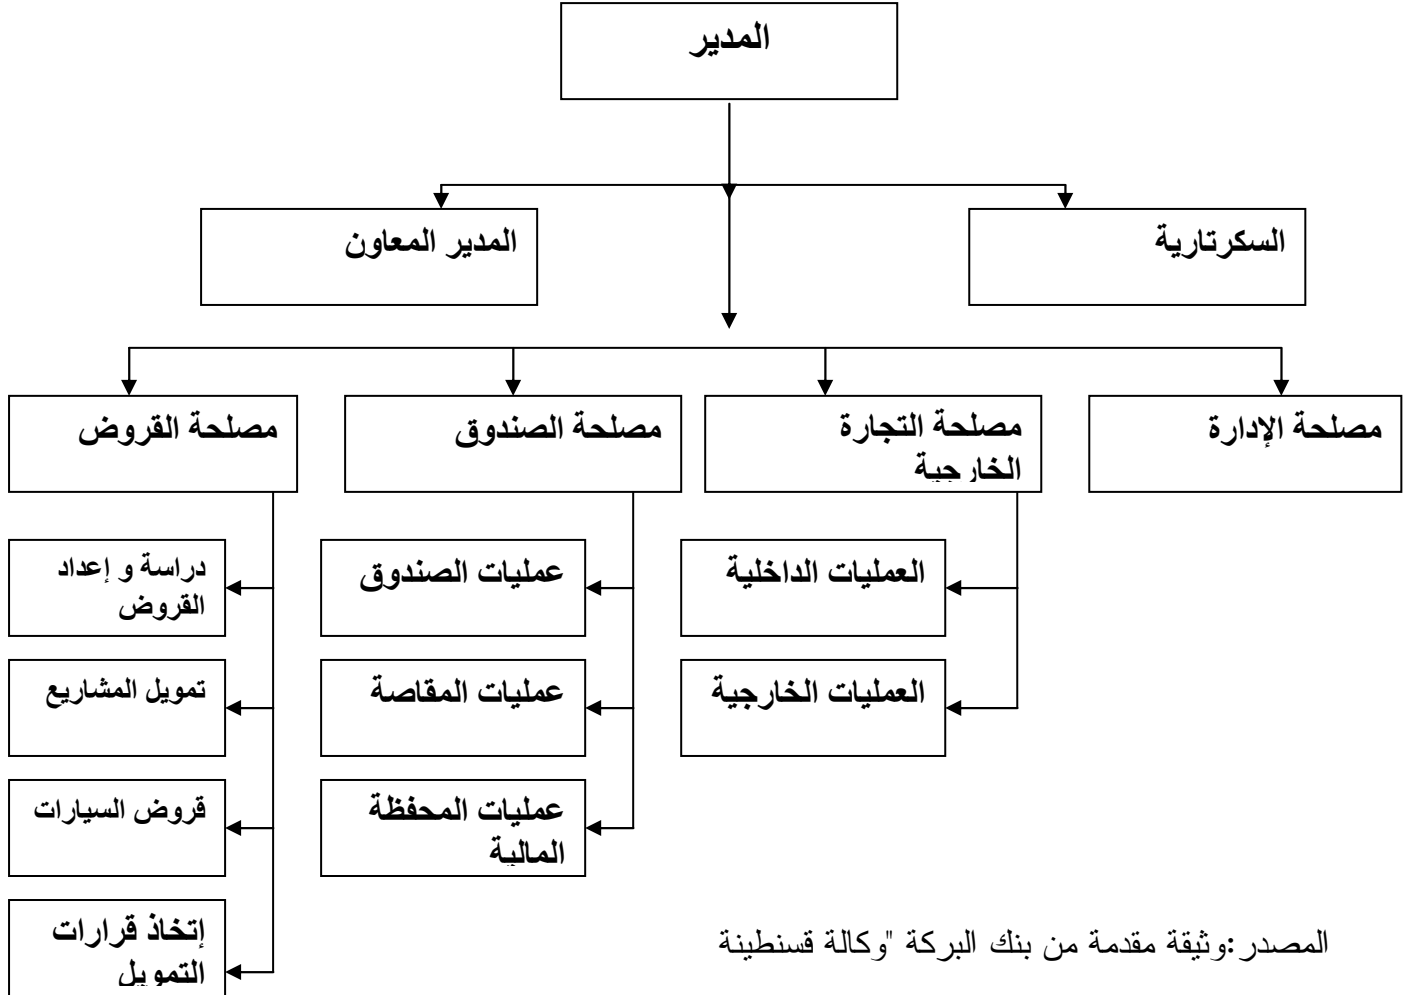 المدير
السكرتارية
المدير المعاون
مصلحة الإدارة
مصلحة التجارة
الخارجية
مصلحة الصندوق
مصلحة القروض
العمليات الداخلية
عمليات الصندوق
دراسة و إعداد
القروض
العمليات الخارجية
عمليات المقاصة
تمويل المشاريع
عمليات المحفظة
المالية
قروض السيارات
إتخاذ قرارات
التمويل
المصدر :وثيقة مقدمة من بنك البركة "وكالة قسنطينة